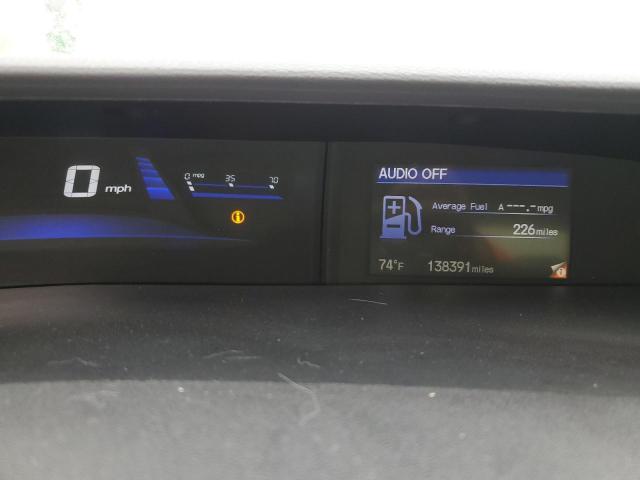 0 mph
0 mpg 35 70
AUDIO OFF
Average Fuel A ---.- mpg
Range 226 miles
74°F 138391 miles